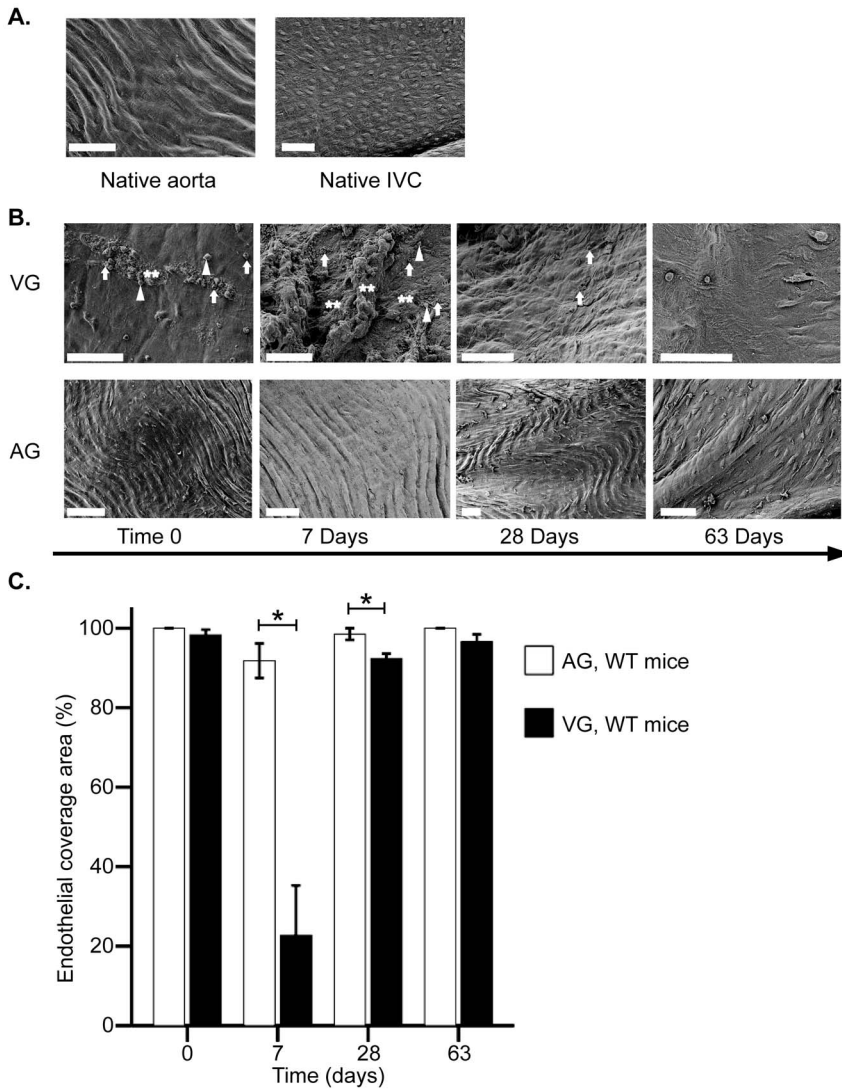 A.
Native aorta Native IVC
B.
VG
** ** ** **
AG
Time 0 7 Days 28 Days 63 Days
C.
* *
100
80
60
40
20
0
Endothelial coverage area (%)
0 7 28 63
Time (days)
AG, WT mice
VG, WT mice